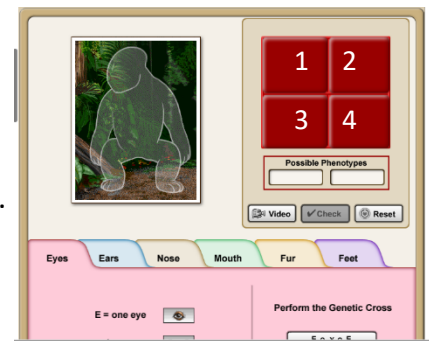 1 2
3 4
Possible Phenotypes
Video Check Reset
Eyes Ears Nose Mouth Fur Feet
E = one eye
Perform the Genetic Cross